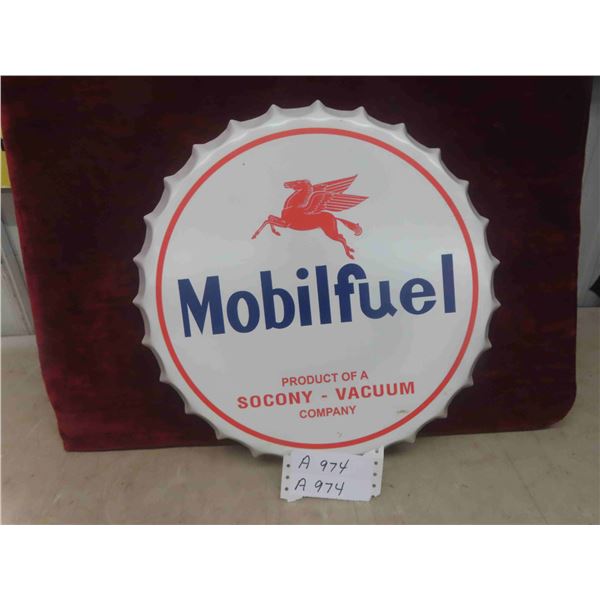 Mobilfuel
PRODUCT OF A
SOCONY - VACUUM
COMPANY
A 974
A 974